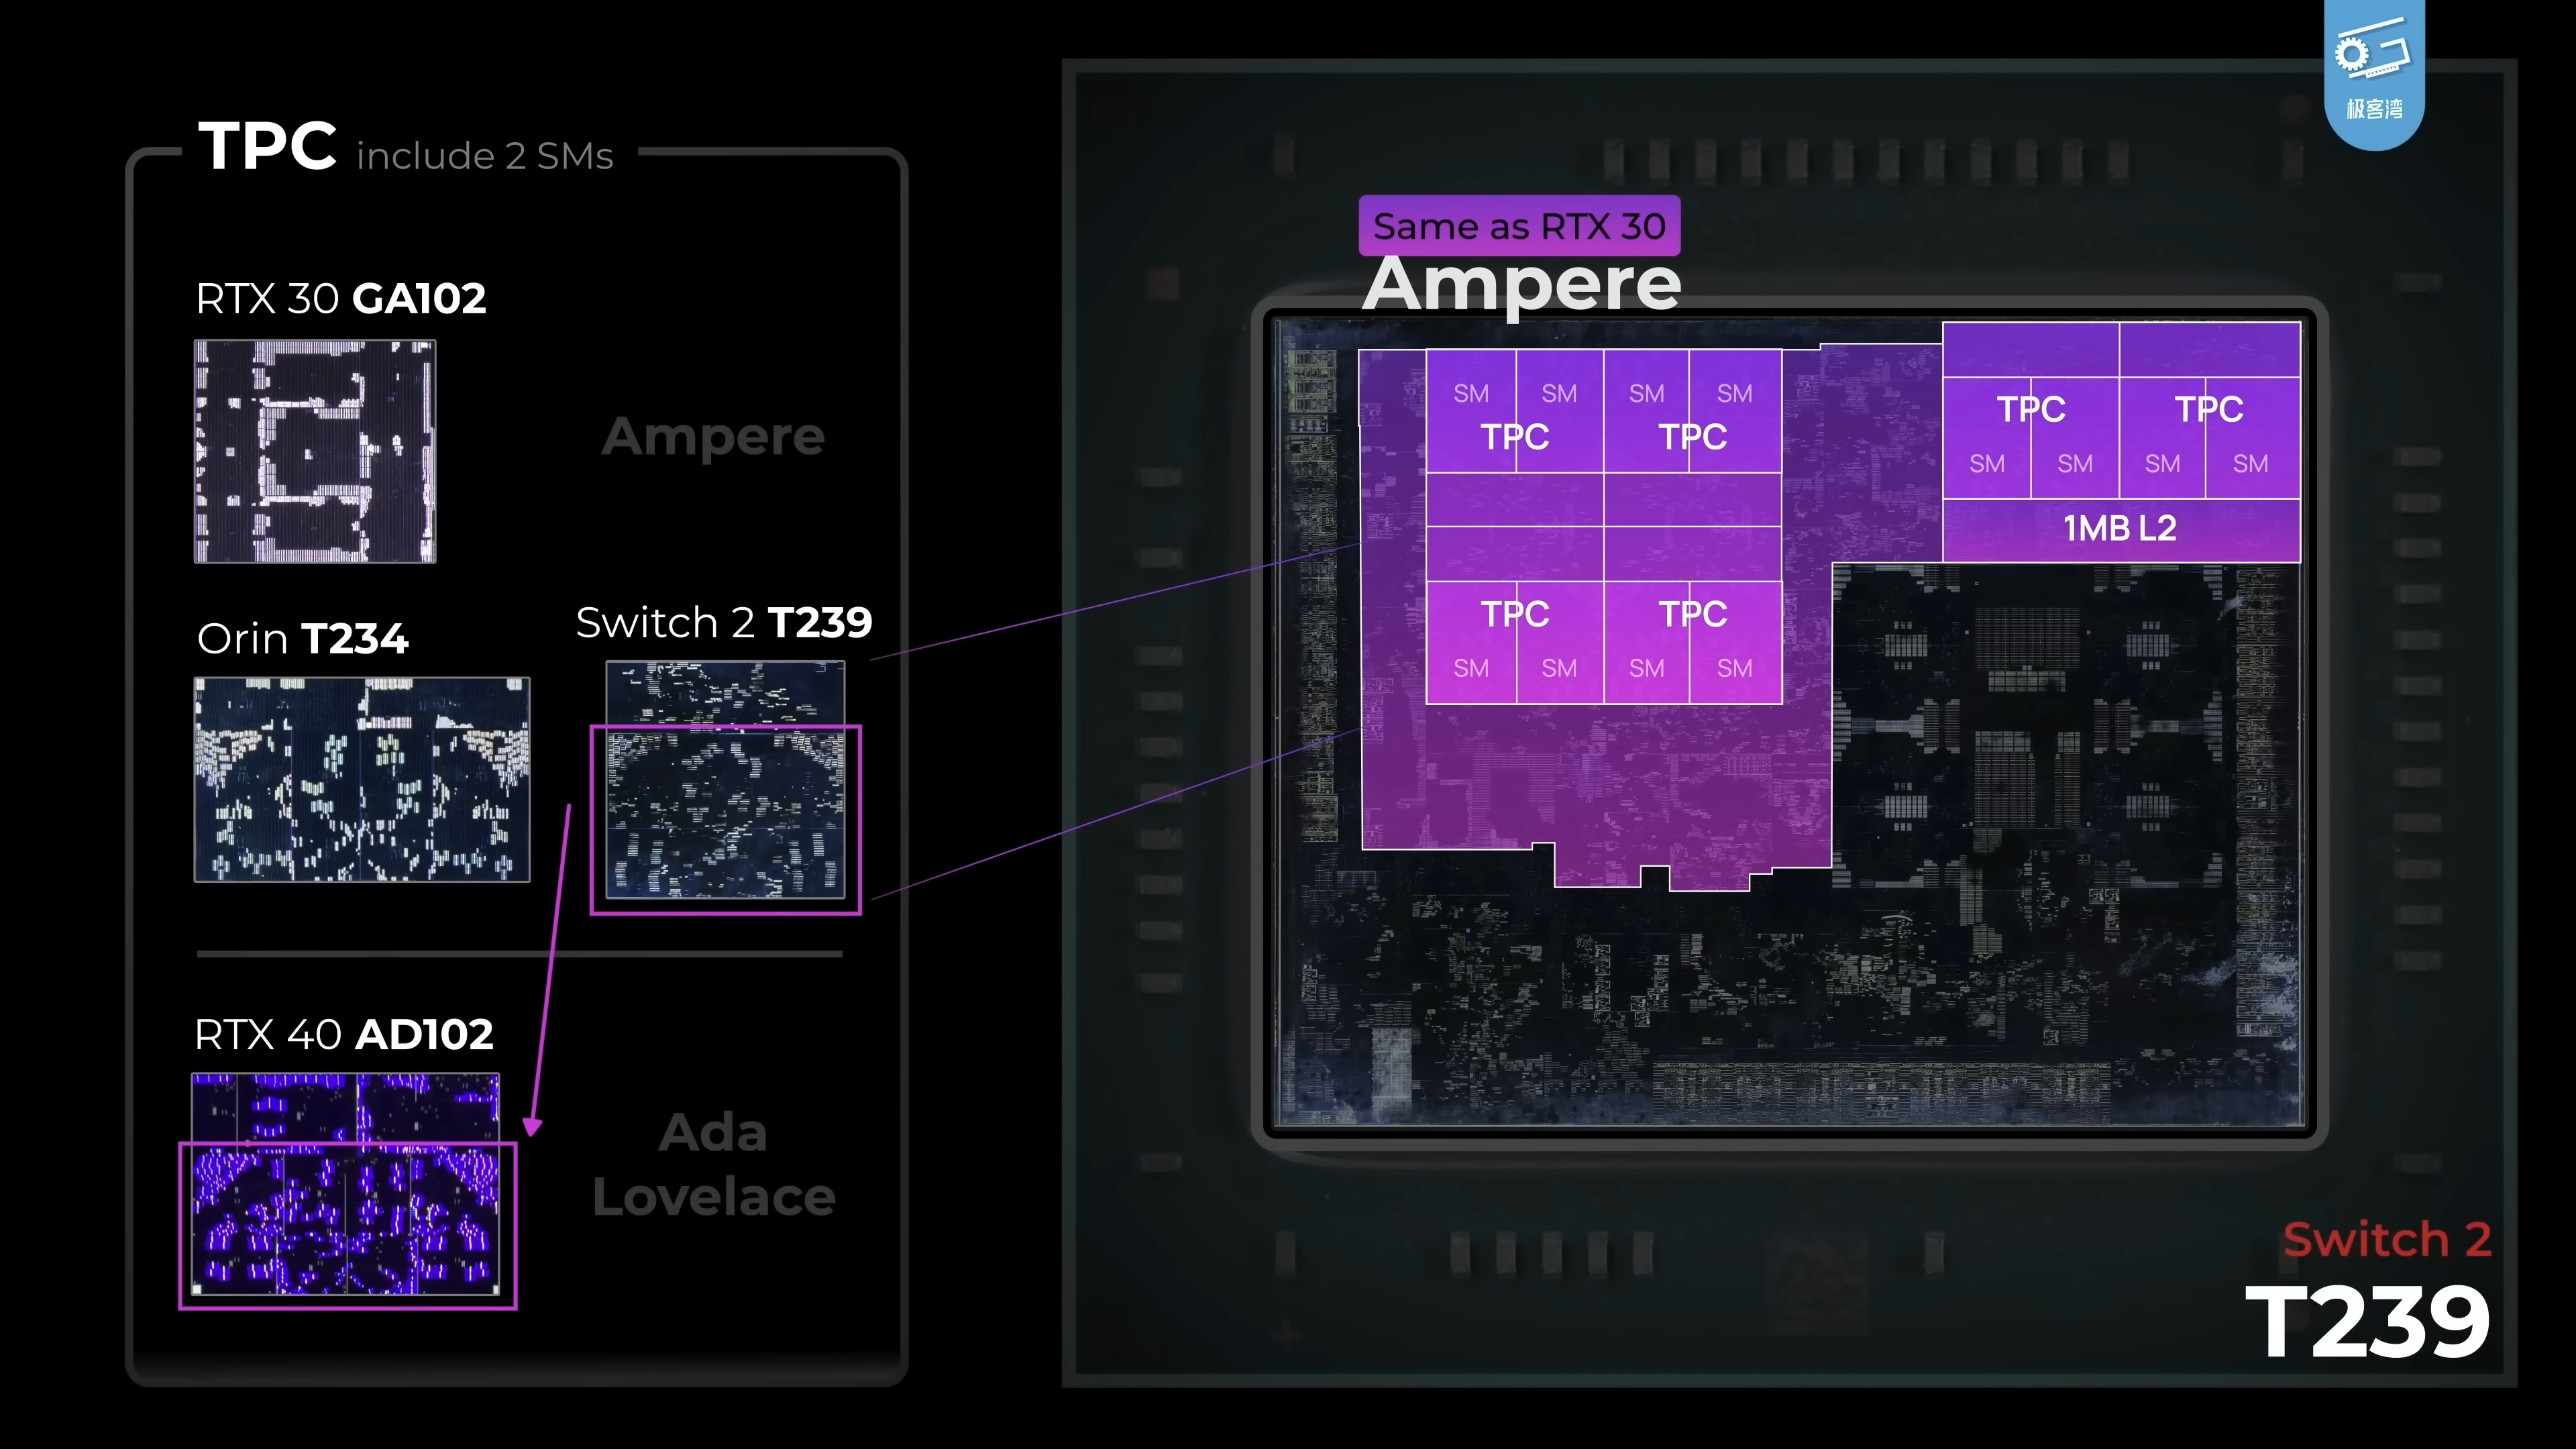 极客湾
TPC include 2 SMs
RTX 30 GA102
Ampere
Orin T234
Switch 2 T239
RTX 40 AD102
Ada
Lovelace
Same as RTX 30
Ampere
SM SM SM SM
TPC TPC
TPC TPC
SM SM SM SM
TPC TPC
SM SM SM SM
1MB L2
Switch 2
T239